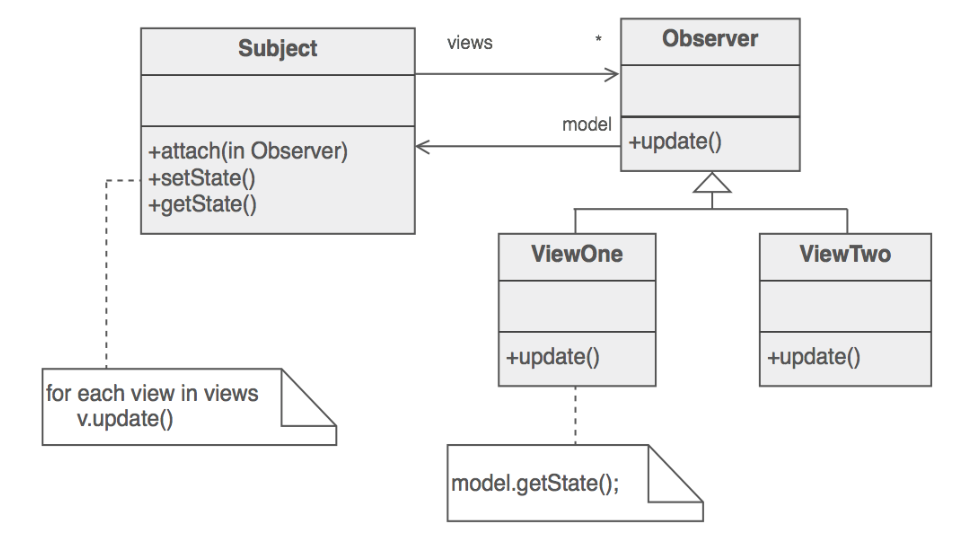 Subject
views
*
Observer
+attach(in Observer)
+setState()
+getState()
model
+update()
ViewOne
ViewTwo
+update()
+update()
for each view in views
v.update()
model.getState();